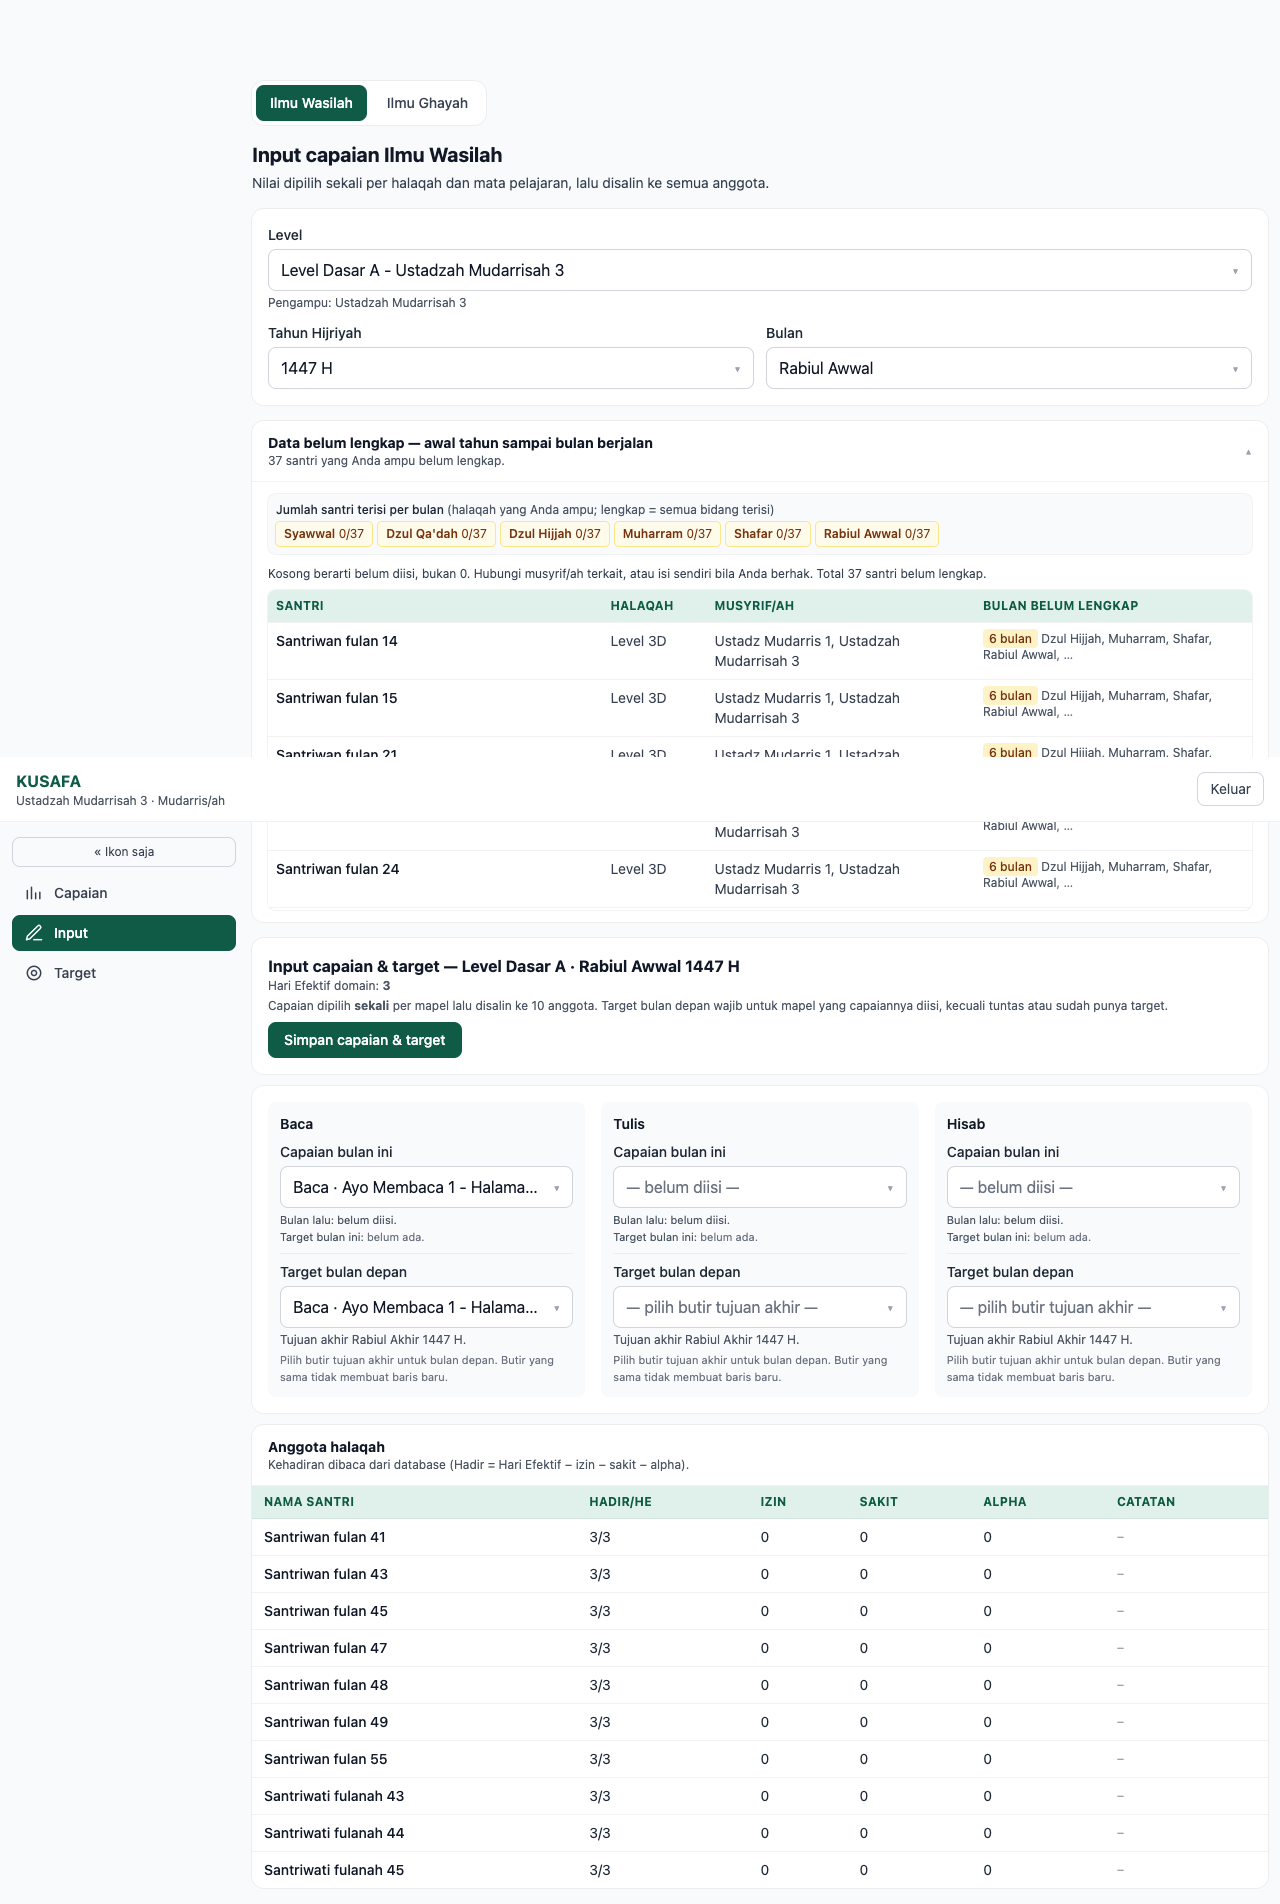 Ilmu Wasilah Ilmu Ghayah
Input capaian Ilmu Wasilah
Nilai dipilih sekali per halaqah dan mata pelajaran, lalu disalin ke semua anggota.
Level
Level Dasar A - Ustadzah Mudarrisah 3
Pengampu: Ustadzah Mudarrisah 3
Tahun Hijriyah Bulan
1447 H Rabiul Awwal
Data belum lengkap — awal tahun sampai bulan berjalan
37 santri yang Anda ampu belum lengkap.
Jumlah santri terisi per bulan (halaqah yang Anda ampu; lengkap = semua bidang terisi)
Syawwal 0/37 Dzul Qa'dah 0/37 Dzul Hijjah 0/37 Muharram 0/37 Shafar 0/37 Rabiul Awwal 0/37
Kosong berarti belum diisi, bukan 0. Hubungi musyrif/ah terkait, atau isi sendiri bila Anda berhak. Total 37 santri belum lengkap.
SANTRI HALAQAH MUSYRIF/AH BULAN BELUM LENGKAP
Santriwan fulan 14 Level 3D Ustadz Mudarris 1, Ustadzah Mudarrisah 3 6 bulan Dzul Hijjah, Muharram, Shafar, Rabiul Awwal, ...
Santriwan fulan 15 Level 3D Ustadz Mudarris 1, Ustadzah Mudarrisah 3 6 bulan Dzul Hijjah, Muharram, Shafar, Rabiul Awwal, ...
Santriwan fulan 21 Level 3D Ustadz Mudarris 1, Ustadzah 6 bulan Dzul Hijjah, Muharram, Shafar,
KUSAFA
Ustadzah Mudarrisah 3 · Mudarris/ah
Keluar
Mudarrisah 3 Rabiul Awwal, ...
« Ikon saja
Capaian
Input
Target
Santriwan fulan 24 Level 3D Ustadz Mudarris 1, Ustadzah Mudarrisah 3 6 bulan Dzul Hijjah, Muharram, Shafar, Rabiul Awwal, ...
Input capaian & target — Level Dasar A · Rabiul Awwal 1447 H
Hari Efektif domain: 3
Capaian dipilih sekali per mapel lalu disalin ke 10 anggota. Target bulan depan wajib untuk mapel yang capaiannya diisi, kecuali tuntas atau sudah punya target.
Simpan capaian & target
Baca
Capaian bulan ini
Baca · Ayo Membaca 1 - Halama...
Bulan lalu: belum diisi.
Target bulan ini: belum ada.
Target bulan depan
Baca · Ayo Membaca 1 - Halama...
Tujuan akhir Rabiul Akhir 1447 H.
Pilih butir tujuan akhir untuk bulan depan. Butir yang
sama tidak membuat baris baru.
Tulis
Capaian bulan ini
— belum diisi —
Bulan lalu: belum diisi.
Target bulan ini: belum ada.
Target bulan depan
— pilih butir tujuan akhir —
Tujuan akhir Rabiul Akhir 1447 H.
Pilih butir tujuan akhir untuk bulan depan. Butir yang
sama tidak membuat baris baru.
Hisab
Capaian bulan ini
— belum diisi —
Bulan lalu: belum diisi.
Target bulan ini: belum ada.
Target bulan depan
— pilih butir tujuan akhir —
Tujuan akhir Rabiul Akhir 1447 H.
Pilih butir tujuan akhir untuk bulan depan. Butir yang
sama tidak membuat baris baru.
Anggota halaqah
Kehadiran dibaca dari database (Hadir = Hari Efektif − izin − sakit − alpha).
NAMA SANTRI HADIR/HE IZIN SAKIT ALPHA CATATAN
Santriwan fulan 41 3/3 0 0 0 –
Santriwan fulan 43 3/3 0 0 0 –
Santriwan fulan 45 3/3 0 0 0 –
Santriwan fulan 47 3/3 0 0 0 –
Santriwan fulan 48 3/3 0 0 0 –
Santriwan fulan 49 3/3 0 0 0 –
Santriwan fulan 55 3/3 0 0 0 –
Santriwati fulanah 43 3/3 0 0 0 –
Santriwati fulanah 44 3/3 0 0 0 –
Santriwati fulanah 45 3/3 0 0 0 –